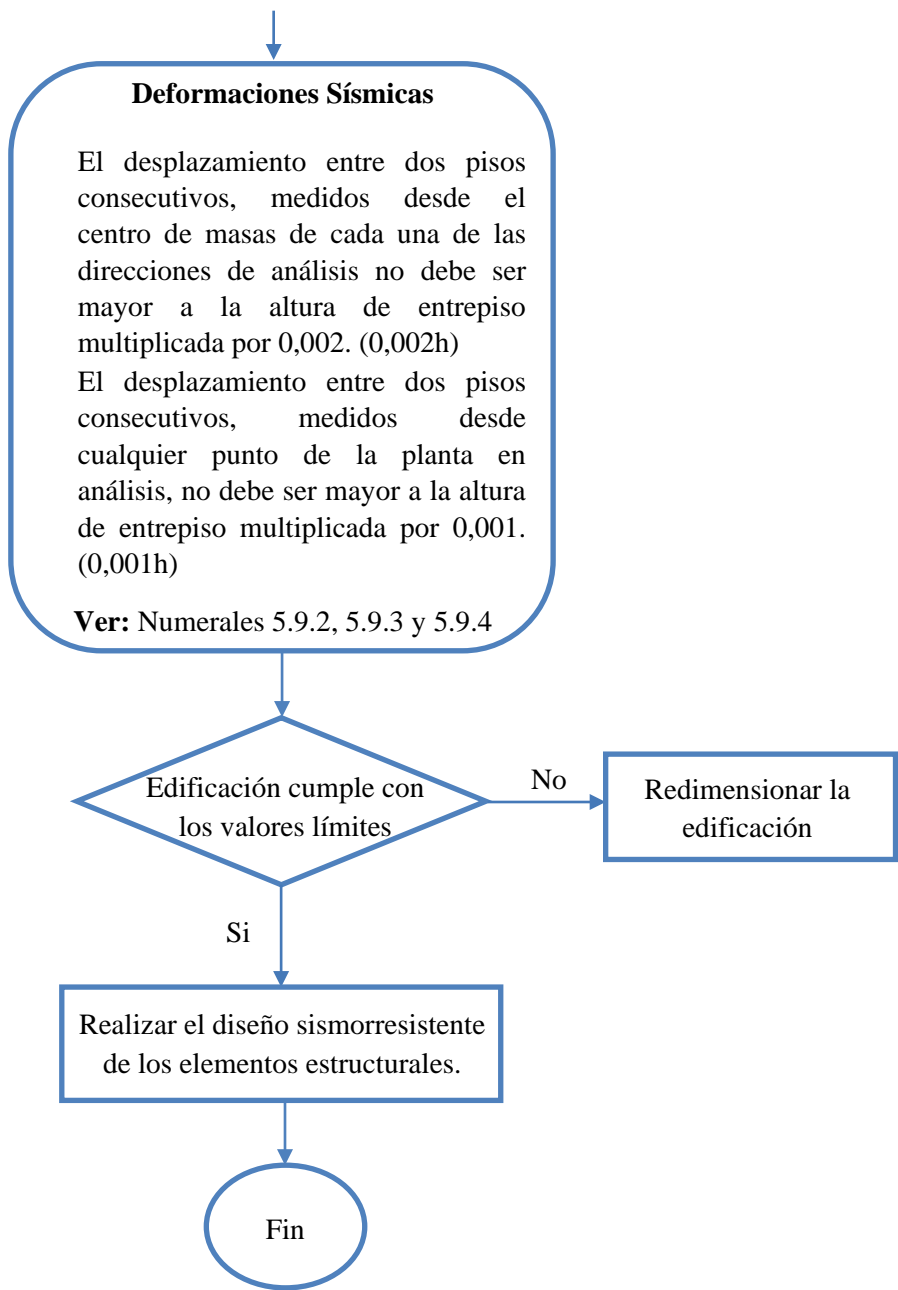 Deformaciones Sísmicas
El desplazamiento entre dos pisos
consecutivos, medidos desde el
centro de masas de cada una de las
direcciones de análisis no debe ser
mayor a la altura de entrepiso
multiplicada por 0,002. (0,002h)
El desplazamiento entre dos pisos
consecutivos, medidos desde
cualquier punto de la planta en
análisis, no debe ser mayor a la altura
de entrepiso multiplicada por 0,001.
(0,001h)
Ver: Numerales 5.9.2, 5.9.3 y 5.9.4
Edificación cumple con
los valores límites
No
Redimensionar la
edificación
Si
Realizar el diseño sismorresistente
de los elementos estructurales.
Fin